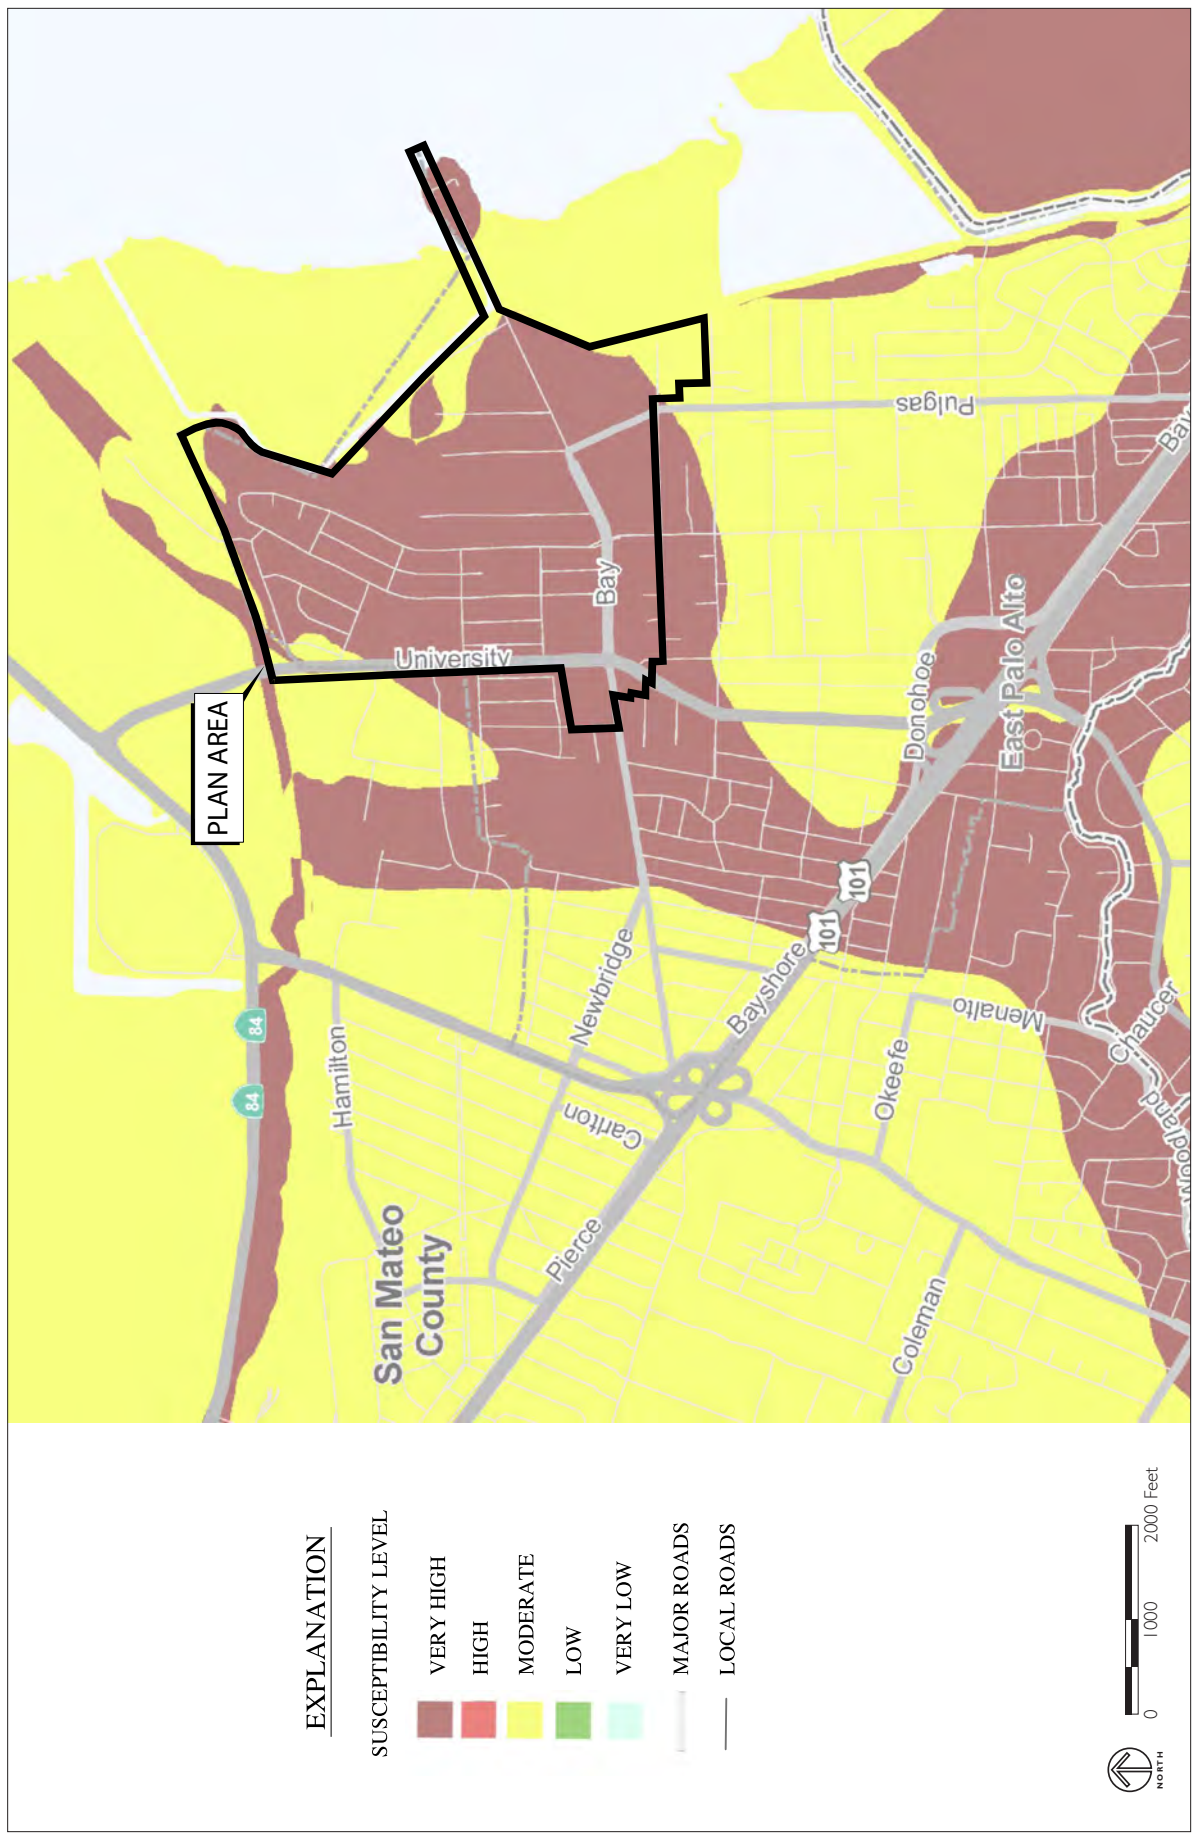 PLAN AREA
University
Bay
Pulgas
Donohoe
East Palo Alto
101
101
Bayshore
Newbridge
84
84
Hamilton
Carlton
Menalto
Okeefe
Chaucer
Woodland
San Mateo
County
Pierce
Coleman
EXPLANATION
SUSCEPTIBILITY LEVEL
VERY HIGH
HIGH
MODERATE
LOW
VERY LOW
MAJOR ROADS
LOCAL ROADS
0 1000 2000 Feet
NORTH